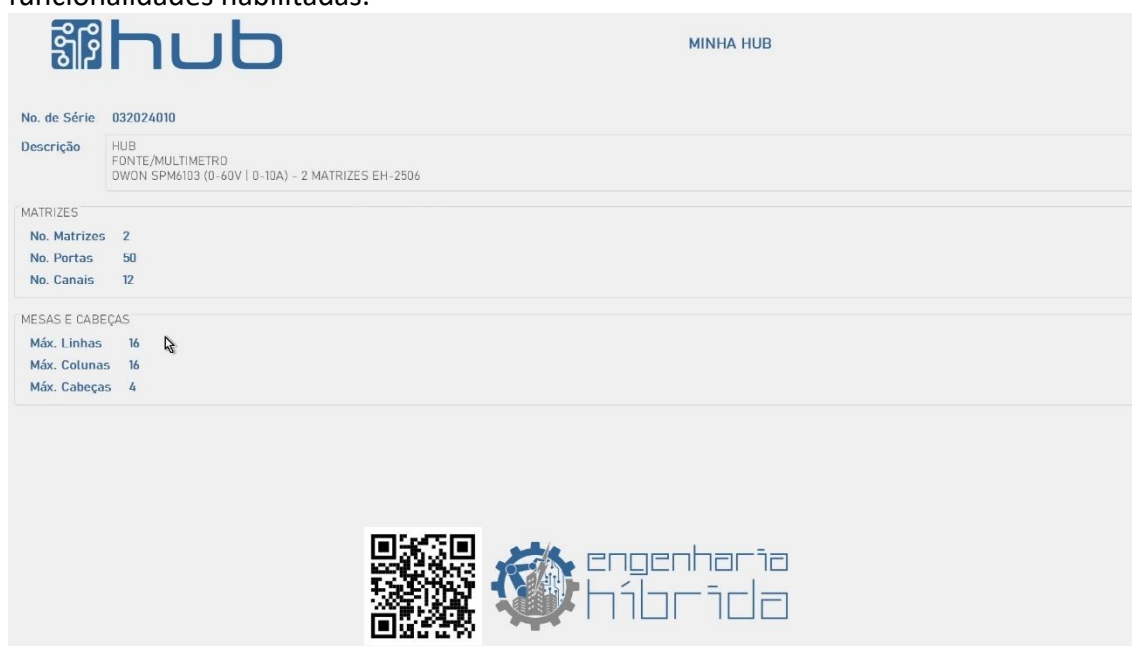 funcionalidades habilitadas.
hub
MINHA HUB
No. de Série 032024010
Descrição HUB
FONTE/MULTIMETRO
OWON SPM6103 (0-60V | 0-10A) - 2 MATRIZES EH-2506
MATRIZES
No. Matrizes 2
No. Portas 50
No. Canais 12
MESAS E CABEÇAS
Máx. Linhas 16
Máx. Colunas 16
Máx. Cabeças 4
engenharia
híbrida